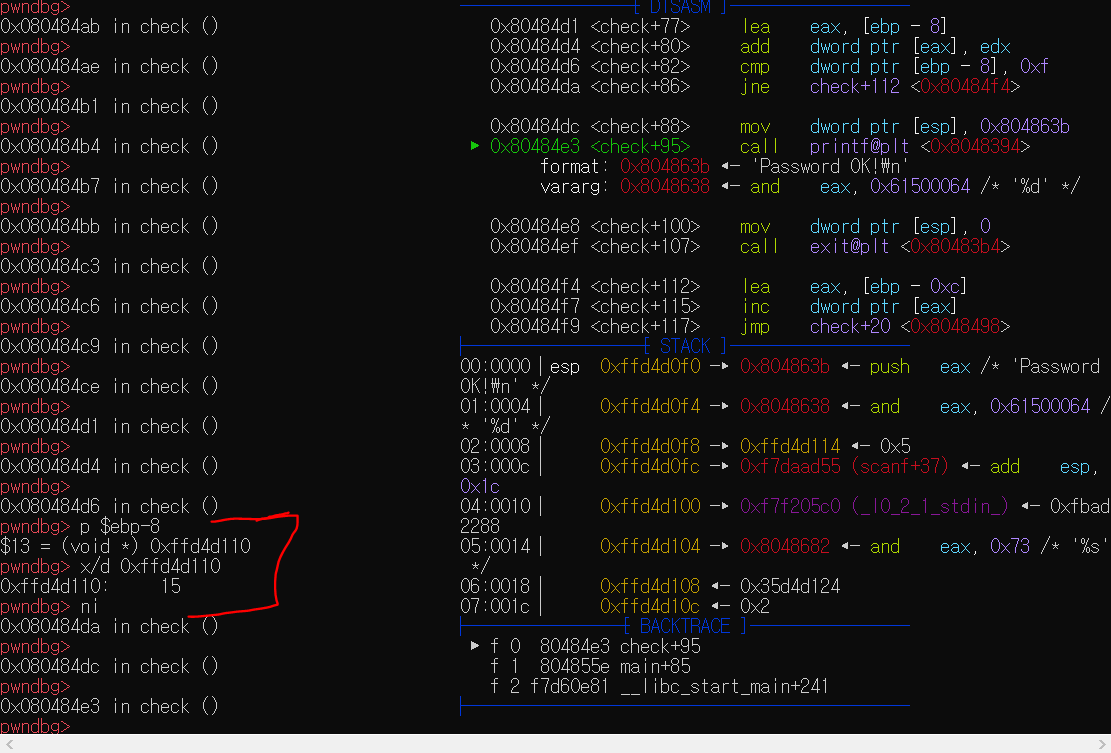 pwndbg>
0x080484ab in check ()
pwndbg>
0x080484ae in check ()
pwndbg>
0x080484b1 in check ()
pwndbg>
0x080484b4 in check ()
pwndbg>
0x080484b7 in check ()
pwndbg>
0x080484bb in check ()
pwndbg>
0x080484c3 in check ()
pwndbg>
0x080484c6 in check ()
pwndbg>
0x080484c9 in check ()
pwndbg>
0x080484ce in check ()
pwndbg>
0x080484d1 in check ()
pwndbg>
0x080484d4 in check ()
pwndbg>
0x080484d6 in check ()
pwndbg> p $ebp-8
$13 = (void *) 0xffd4d110
pwndbg> x/d 0xffd4d110
0xffd4d110: 15
pwndbg> ni
0x080484da in check ()
pwndbg>
0x080484dc in check ()
pwndbg>
0x080484e3 in check ()
pwndbg>
[ DISASM ]
0x80484d1 <check+77> lea eax, [ebp - 8]
0x80484d4 <check+80> add dword ptr [eax], edx
0x80484d6 <check+82> cmp dword ptr [ebp - 8], 0xf
0x80484da <check+86> jne check+112 <0x80484f4>
0x80484dc <check+88> mov dword ptr [esp], 0x804863b
► 0x80484e3 <check+95> call printf@plt <0x8048394>
format: 0x804863b ◂— 'Password OK!₩n'
vararg: 0x8048638 ◂— and eax, 0x61500064 /* '%d' */
0x80484e8 <check+100> mov dword ptr [esp], 0
0x80484ef <check+107> call exit@plt <0x80483b4>
0x80484f4 <check+112> lea eax, [ebp - 0xc]
0x80484f7 <check+115> inc dword ptr [eax]
0x80484f9 <check+117> jmp check+20 <0x8048498>
[ STACK ]
00:0000│esp 0xffd4d0f0 —▸ 0x804863b ◂— push eax /* 'Password
OK!₩n' */
01:0004│ 0xffd4d0f4 —▸ 0x8048638 ◂— and eax, 0x61500064 /
* '%d' */
02:0008│ 0xffd4d0f8 —▸ 0xffd4d114 ◂— 0x5
03:000c│ 0xffd4d0fc —▸ 0xf7daad55 (scanf+37) ◂— add esp,
0x1c
04:0010│ 0xffd4d100 —▸ 0xf7f205c0 (_IO_2_1_stdin_) ◂— 0xfbad
2288
05:0014│ 0xffd4d104 —▸ 0x8048682 ◂— and eax, 0x73 /* '%s'
*/
06:0018│ 0xffd4d108 ◂— 0x35d4d124
07:001c│ 0xffd4d10c ◂— 0x2
[ BACKTRACE ]
► f 0 80484e3 check+95
f 1 804855e main+85
f 2 f7d60e81 __libc_start_main+241